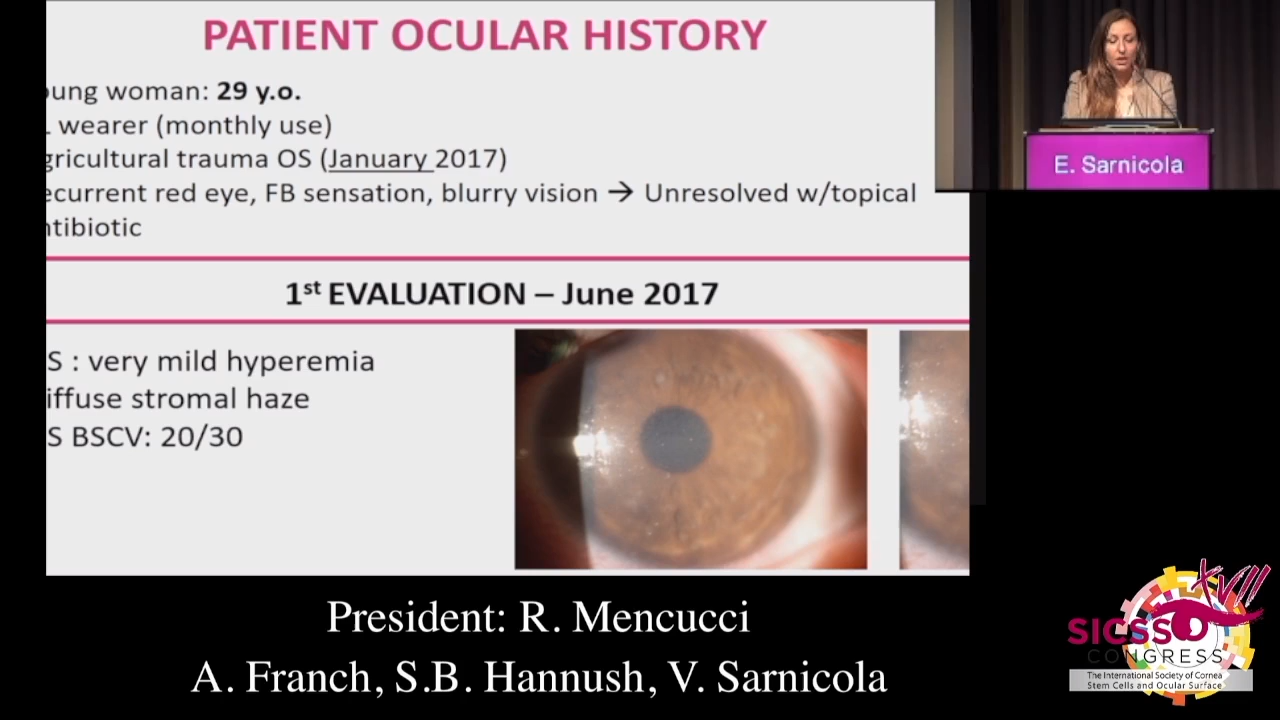 PATIENT OCULAR HISTORY
oung woman: 29 y.o.
L wearer (monthly use)
gricultural trauma OS (January 2017)
ecurrent red eye, FB sensation, blurry vision → Unresolved w/topical
ntibiotic
1st EVALUATION – June 2017
S : very mild hyperemia
iffuse stromal haze
S BSCV: 20/30
E. Sarnicola
President: R. Mencucci
A. Franch, S.B. Hannush, V. Sarnicola
XVII
SICSSO
CONGRESS
The International Society of Cornea
Stem Cells and Ocular Surface